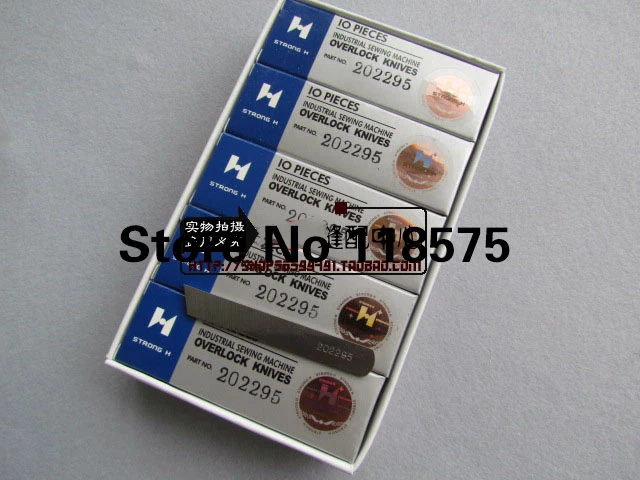 IO PIECES
INDUSTRIAL SEWING MACHINE
OVERLOCK KNIVES
PART NO. 202295
STRONG H
IO PIECES
INDUSTRIAL SEWING MACHINE
OVERLOCK KNIVES
PART NO. 202295
STRONG H
IO PIECES
INDUSTRIAL SEWING MACHINE
OVERLOCK KNIVES
PART NO.
STRONG H
实物拍摄
Store No 118575
202295
202295
STRONG H
INDUSTRIAL SEWING MACHINE
OVERLOCK KNIVES
PART NO. 202295